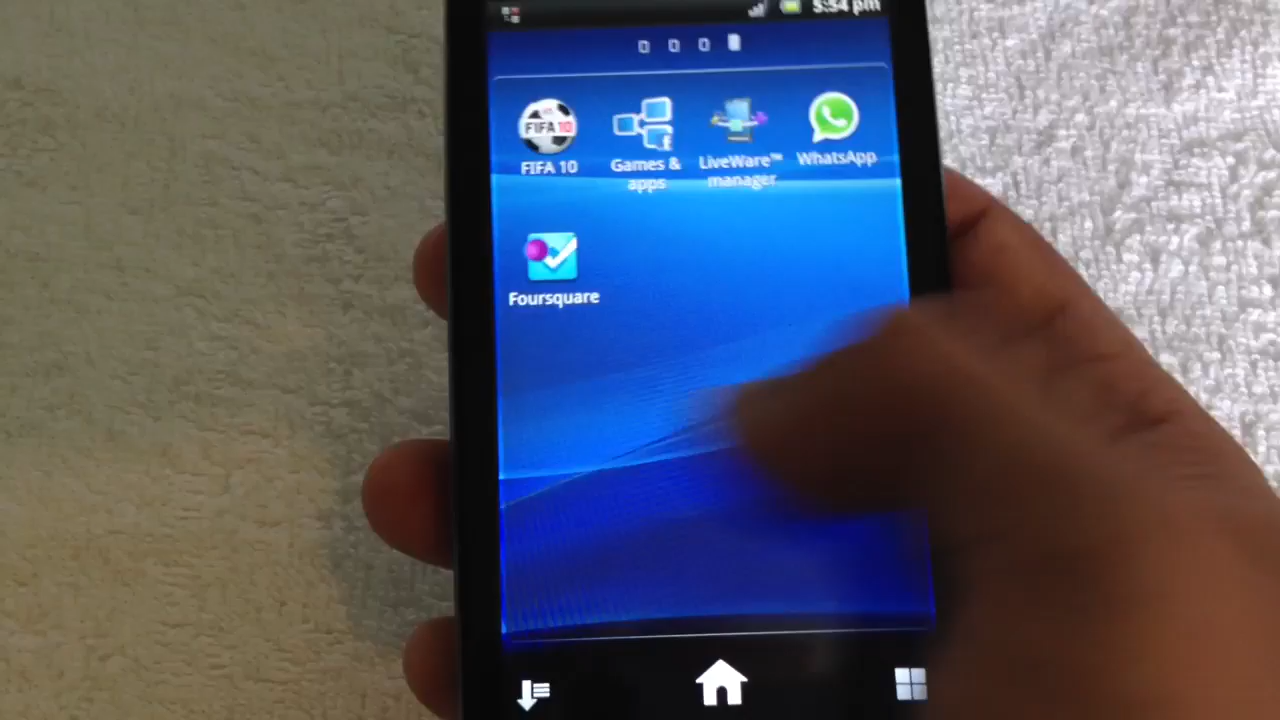 5:54 pm
FIFA 10
FIFA 10
Games & apps
LiveWare™ manager
WhatsApp
Foursquare